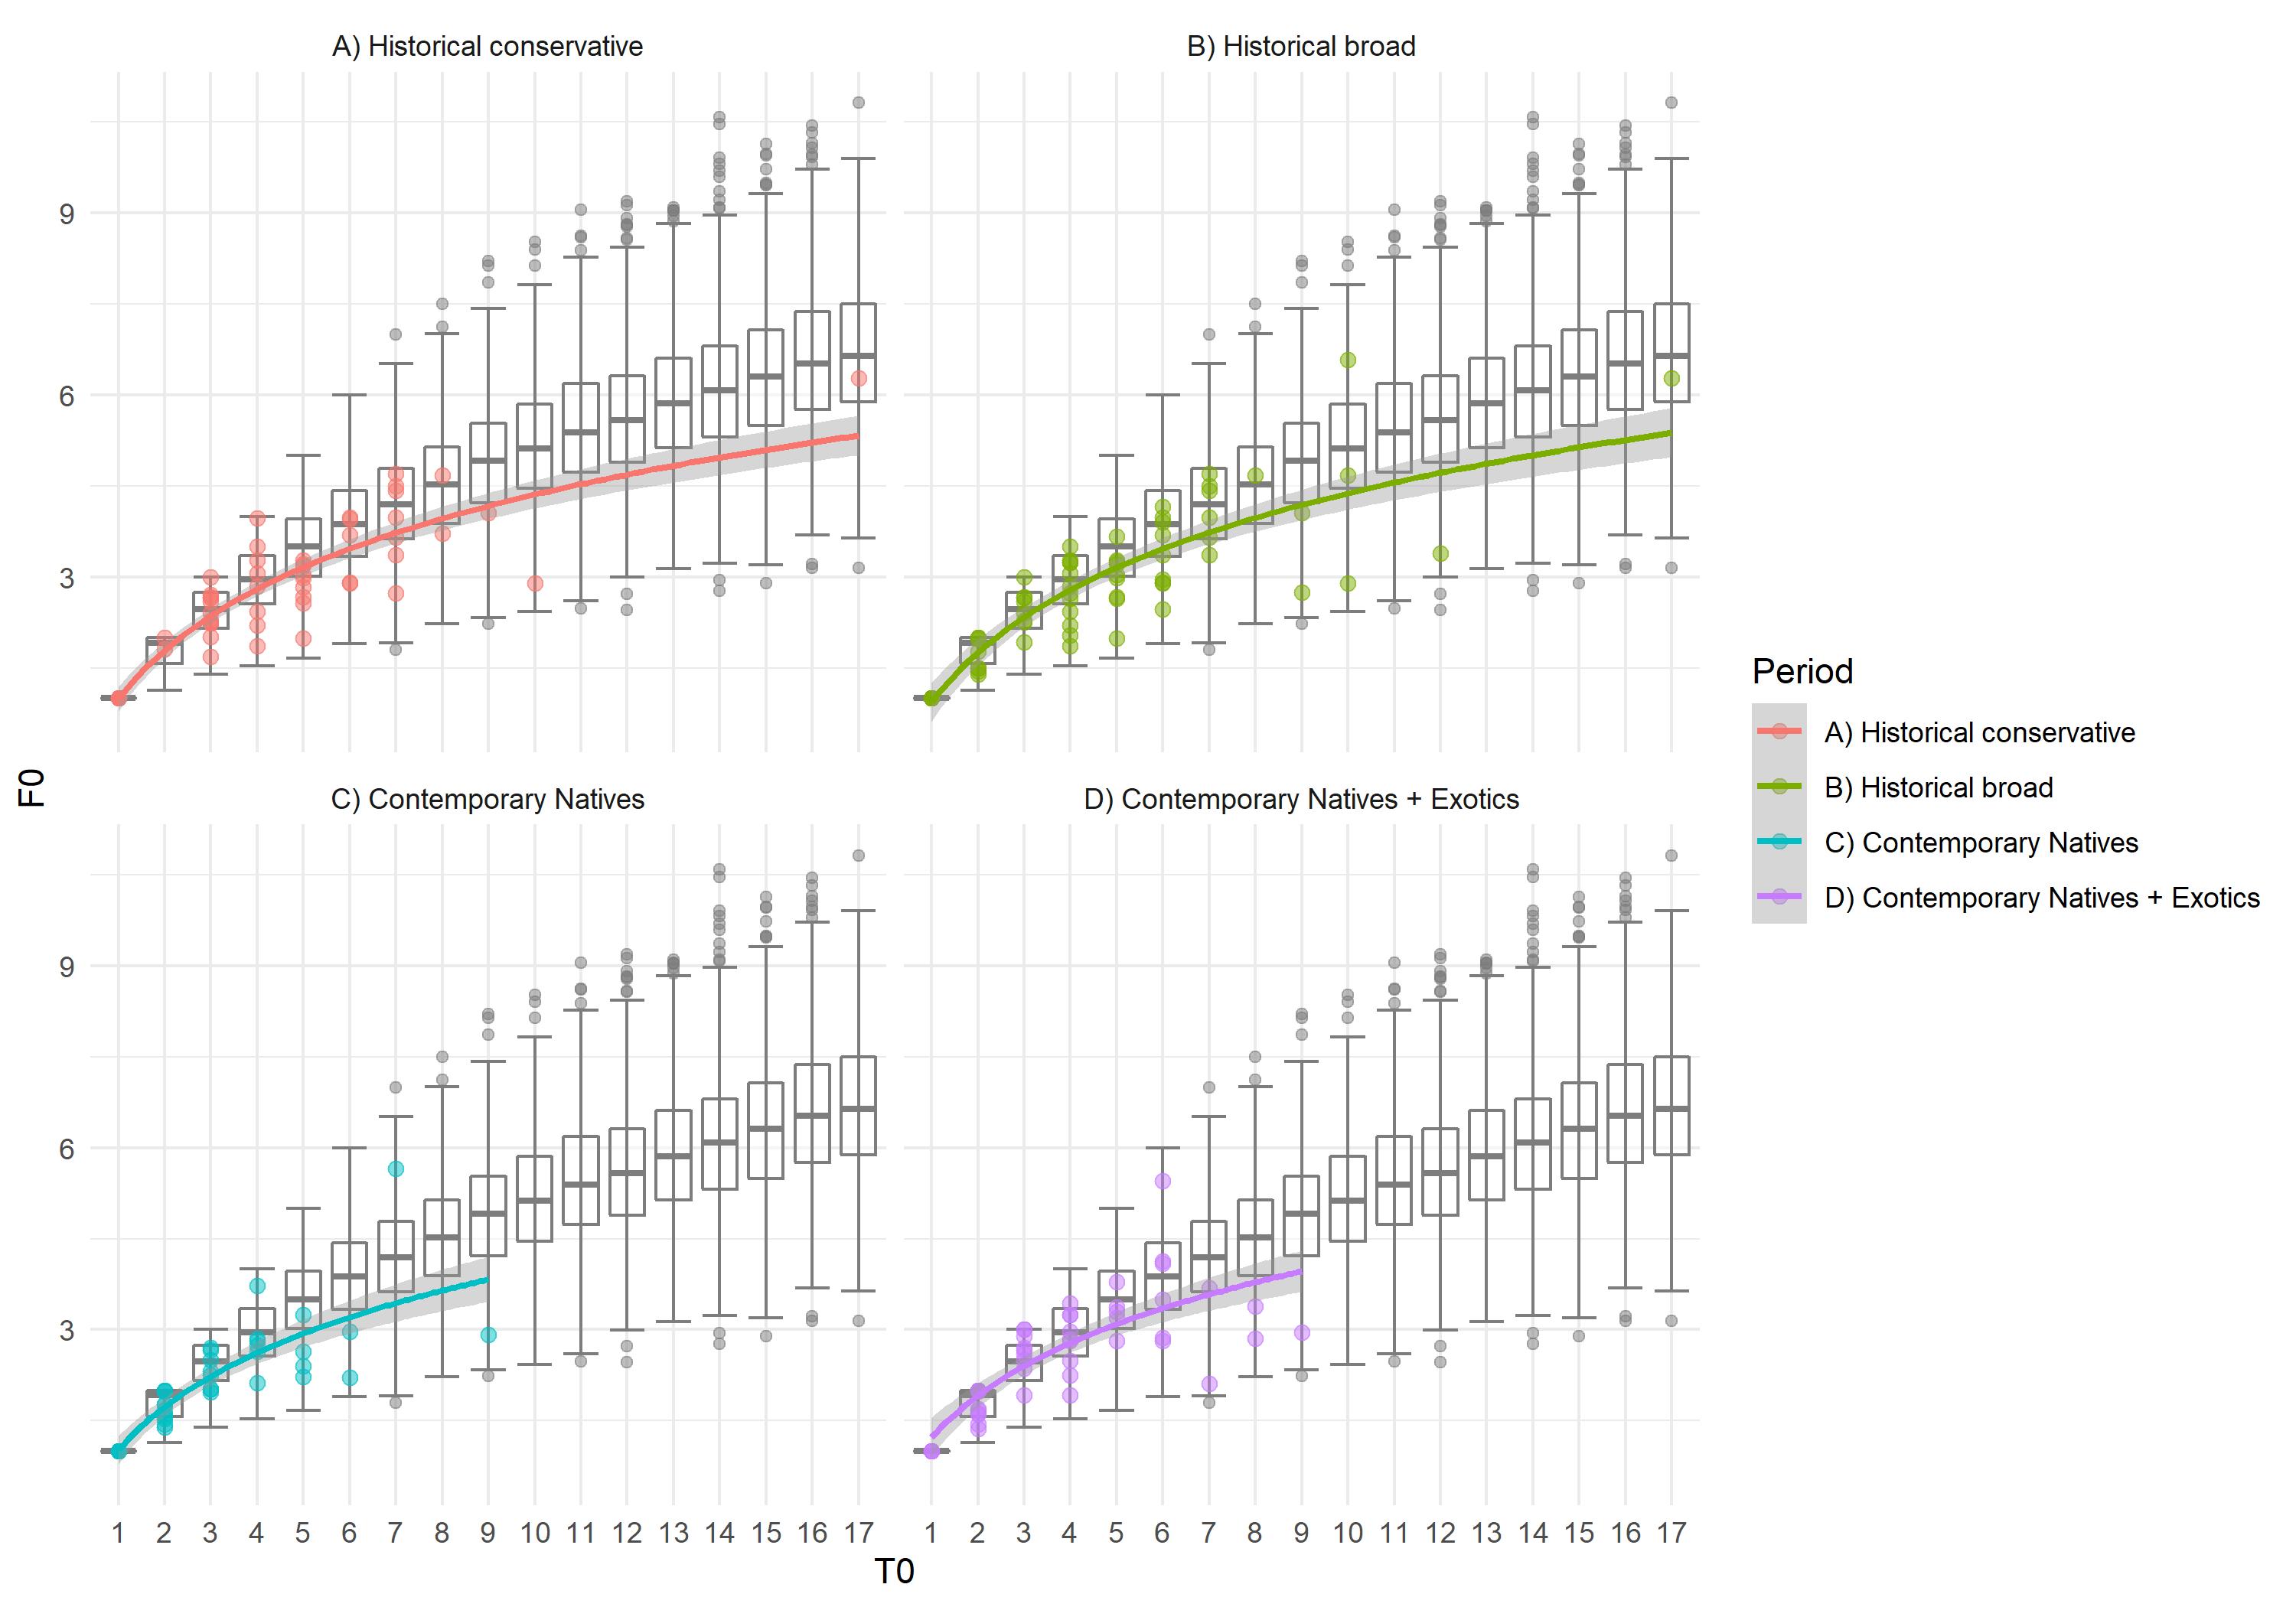 A) Historical conservative
B) Historical broad
9
6
3
C) Contemporary Natives
D) Contemporary Natives + Exotics
9
6
3
1 2 3 4 5 6 7 8 9 10 11 12 13 14 15 16 17
1 2 3 4 5 6 7 8 9 10 11 12 13 14 15 16 17
T0
F0
Period
A) Historical conservative
B) Historical broad
C) Contemporary Natives
D) Contemporary Natives + Exotics